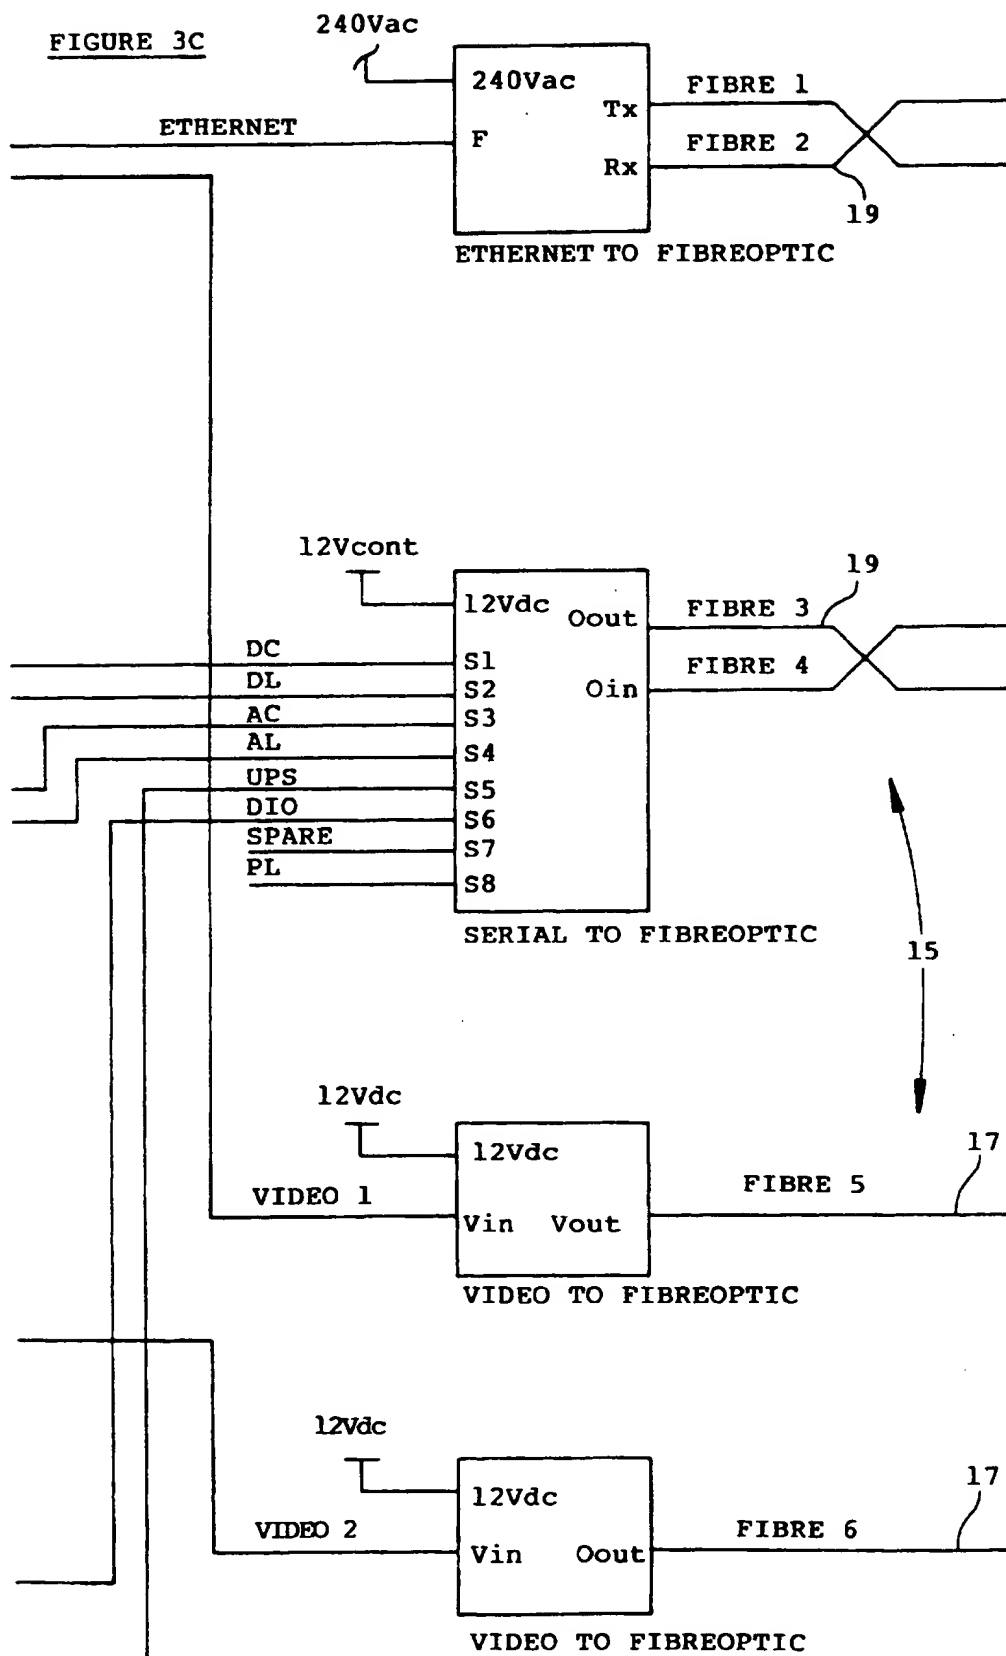 FIGURE 3C
240Vac
240Vac
Tx
FIBRE 1
ETHERNET
F
FIBRE 2
Rx
19
ETHERNET TO FIBREOPTIC
12Vcont
19
12Vdc
Oout
FIBRE 3
DC
S1
DL
S2
Oin
FIBRE 4
AC
S3
AL
S4
UPS
S5
DIO
S6
SPARE
S7
PL
S8
SERIAL TO FIBREOPTIC
15
12Vdc
12Vdc
17
VIDEO 1
Vin Vout
FIBRE 5
VIDEO TO FIBREOPTIC
12Vdc
12Vdc
17
VIDEO 2
Vin Oout
FIBRE 6
VIDEO TO FIBREOPTIC